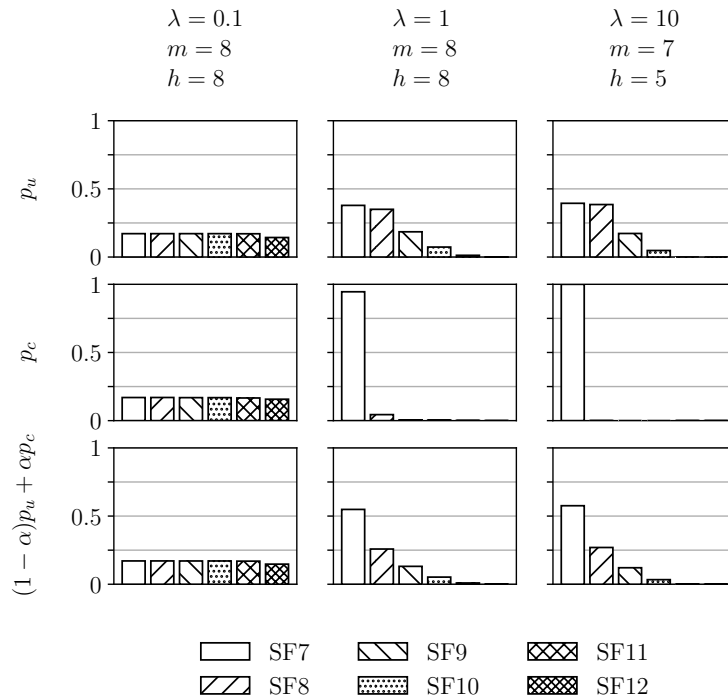 λ = 0.1 λ = 1 λ = 10
m = 8 m = 8 m = 7
h = 8 h = 8 h = 5
1
p_u 0.5
0
1
p_c 0.5
0
1
(1 − α)p_u + αp_c 0.5
0
SF7 SF9 SF11
SF8 SF10 SF12